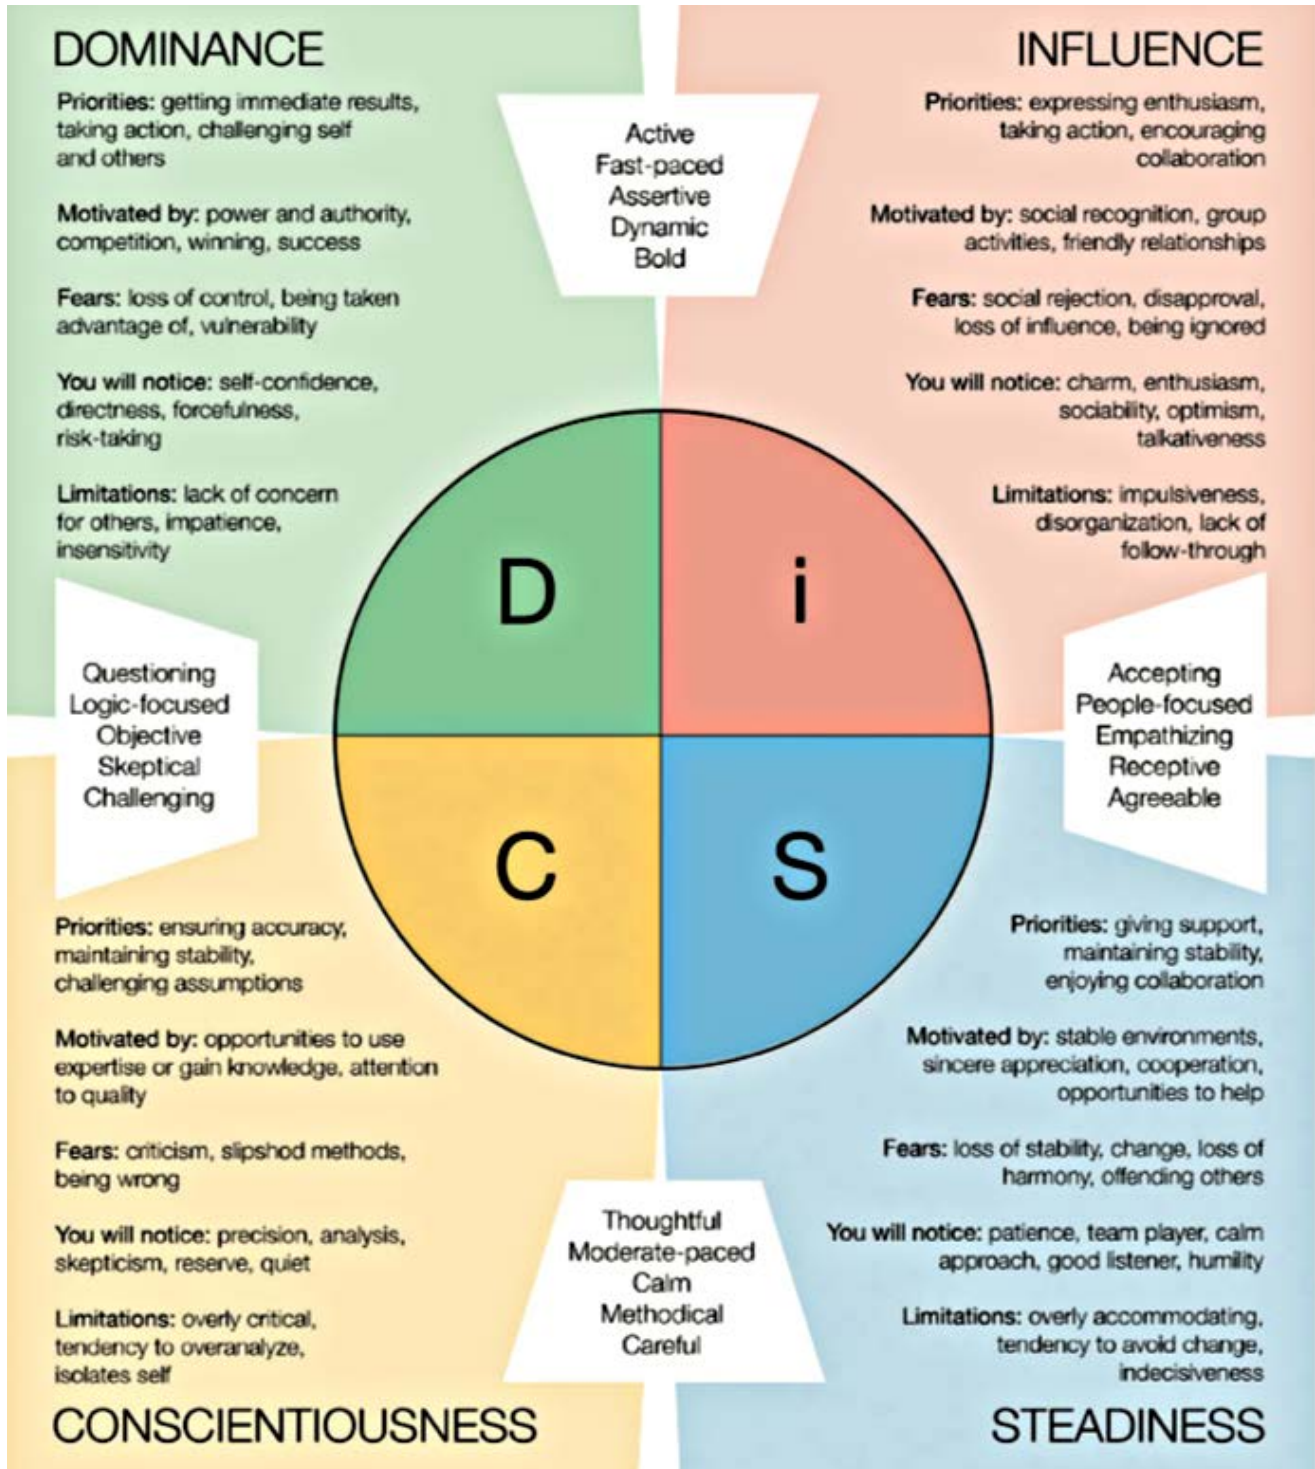 DOMINANCE
Priorities: getting immediate results,
taking action, challenging self
and others
Motivated by: power and authority,
competition, winning, success
Fears: loss of control, being taken
advantage of, vulnerability
You will notice: self-confidence,
directness, forcefulness,
risk-taking
Limitations: lack of concern
for others, impatience,
insensitivity
Active
Fast-paced
Assertive
Dynamic
Bold
INFLUENCE
Priorities: expressing enthusiasm,
taking action, encouraging
collaboration
Motivated by: social recognition, group
activities, friendly relationships
Fears: social rejection, disapproval,
loss of influence, being ignored
You will notice: charm, enthusiasm,
sociability, optimism,
talkativeness
Limitations: impulsiveness,
disorganization, lack of
follow-through
D
i
Questioning
Logic-focused
Objective
Skeptical
Challenging
Accepting
People-focused
Empathizing
Receptive
Agreeable
C
S
Priorities: ensuring accuracy,
maintaining stability,
challenging assumptions
Motivated by: opportunities to use
expertise or gain knowledge, attention
to quality
Fears: criticism, slipshod methods,
being wrong
You will notice: precision, analysis,
skepticism, reserve, quiet
Limitations: overly critical,
tendency to overanalyze,
isolates self
CONSCIENTIOUSNESS
Thoughtful
Moderate-paced
Calm
Methodical
Careful
Priorities: giving support,
maintaining stability,
enjoying collaboration
Motivated by: stable environments,
sincere appreciation, cooperation,
opportunities to help
Fears: loss of stability, change, loss of
harmony, offending others
You will notice: patience, team player, calm
approach, good listener, humility
Limitations: overly accommodating,
tendency to avoid change,
indecisiveness
STEADINESS